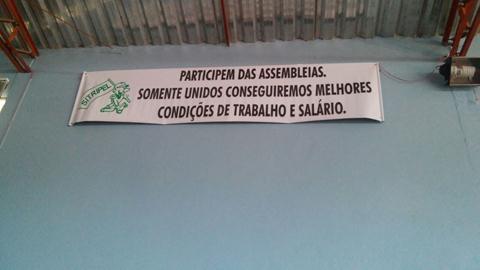 SITRIPEL
PARTICIPEM DAS ASSEMBLEIAS.
SOMENTE UNIDOS CONSEGUIREMOS MELHORES
CONDIÇÕES DE TRABALHO E SALÁRIO.